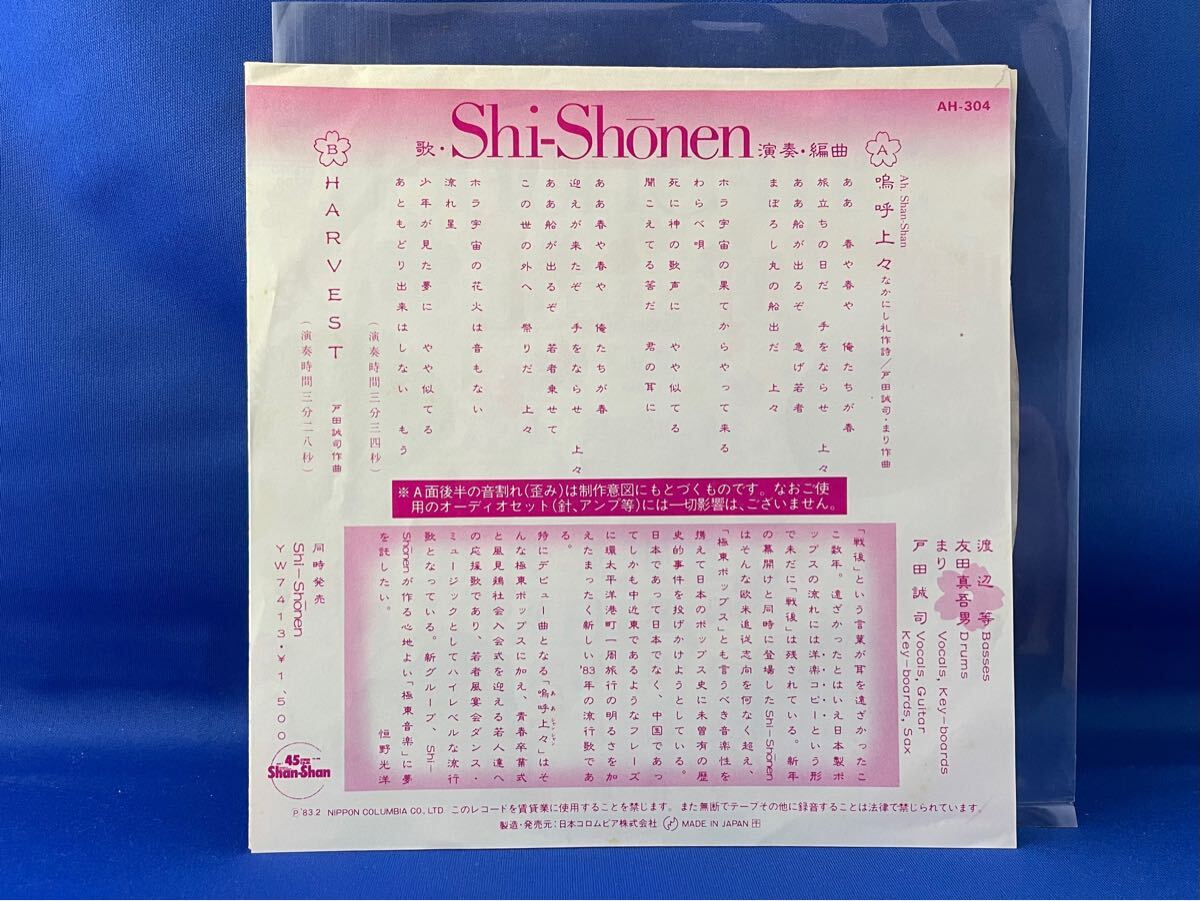 AH-304
歌・Shi-Shōnen演奏・編曲
A
嗚呼上々
Ah, Shan-Shan
なかにし礼作詩/戸田誠司・まり作曲
ああ 春や春や 俺たちが春
旅立ちの日だ 手をならせ 上々
ああ船が出るぞ 急げ若者
まぼろし丸の船出だ 上々
ホラ宇宙の果てからやって来る
わらべ唄
死に神の歌声に やや似てる
聞こえてる筈だ 君の耳に
ああ春や春や 俺たちが春
迎えが来たぞ 手をならせ 上々
ああ船が出るぞ 若者乗せて
この世の外へ 祭りだ 上々
ホラ宇宙の花火は音もない
流れ星
少年が見た夢に やや似てる
あともどり出来はしない もう
(演奏時間三分三四秒)
B
HARVEST
戸田誠司作曲
(演奏時間三分二八秒)
※A面後半の音割れ(歪み)は制作意図にもとづくものです。なおご使
用のオーディオセット(針、アンプ等)には一切影響は、ございません。
渡辺等 Basses
友田真吾男 Drums
まり Vocals, Key-boards
戸田誠司 Vocals, Guitar
Key-boards, Sax
「戦後」という言葉が耳を遠ざかったこ
こ数年。遠ざかったとはいえ日本製ポ
ップスの流れには洋楽コピーという形
で未だに「戦後」は残されている。新年
の幕開けと同時に登場したShi-Shōnen
はそんな欧米追従志向を何なく超え、
「極東ポップス」とも言うべき音楽性を
携えて日本のポップス史に未曽有の歴
史的事件を投げかけようとしている。
日本であって日本でなく、中国であっ
てしかも中近東であるようなフレーズ
に環太平洋港町一周旅行の明るさを加
えたまったく新しい'83年の流行歌であ
る。
特にデビュー曲となる「嗚呼上々」はそ
んな極東ポップスに加え、青春卒業式
と風見鶏社会入会式を迎える若人達へ
の応援歌であり、若者風宴会ダンス・
ミュージックとしてハイレベルな流行
歌となっている。新グループ、Shi-
Shōnenが作る心地よい「極東音楽」に夢
を託したい。
恒野光洋
同時発売
Shi-Shōnen
YW7413・¥1,500
45
Shan-Shan
Ⓟ'83.2 NIPPON COLUMBIA CO., LTD. このレコードを賃貸業に使用することを禁じます。また無断でテープその他に録音することは法律で禁じられています。
製造・発売元:日本コロムビア株式会社 MADE IN JAPAN